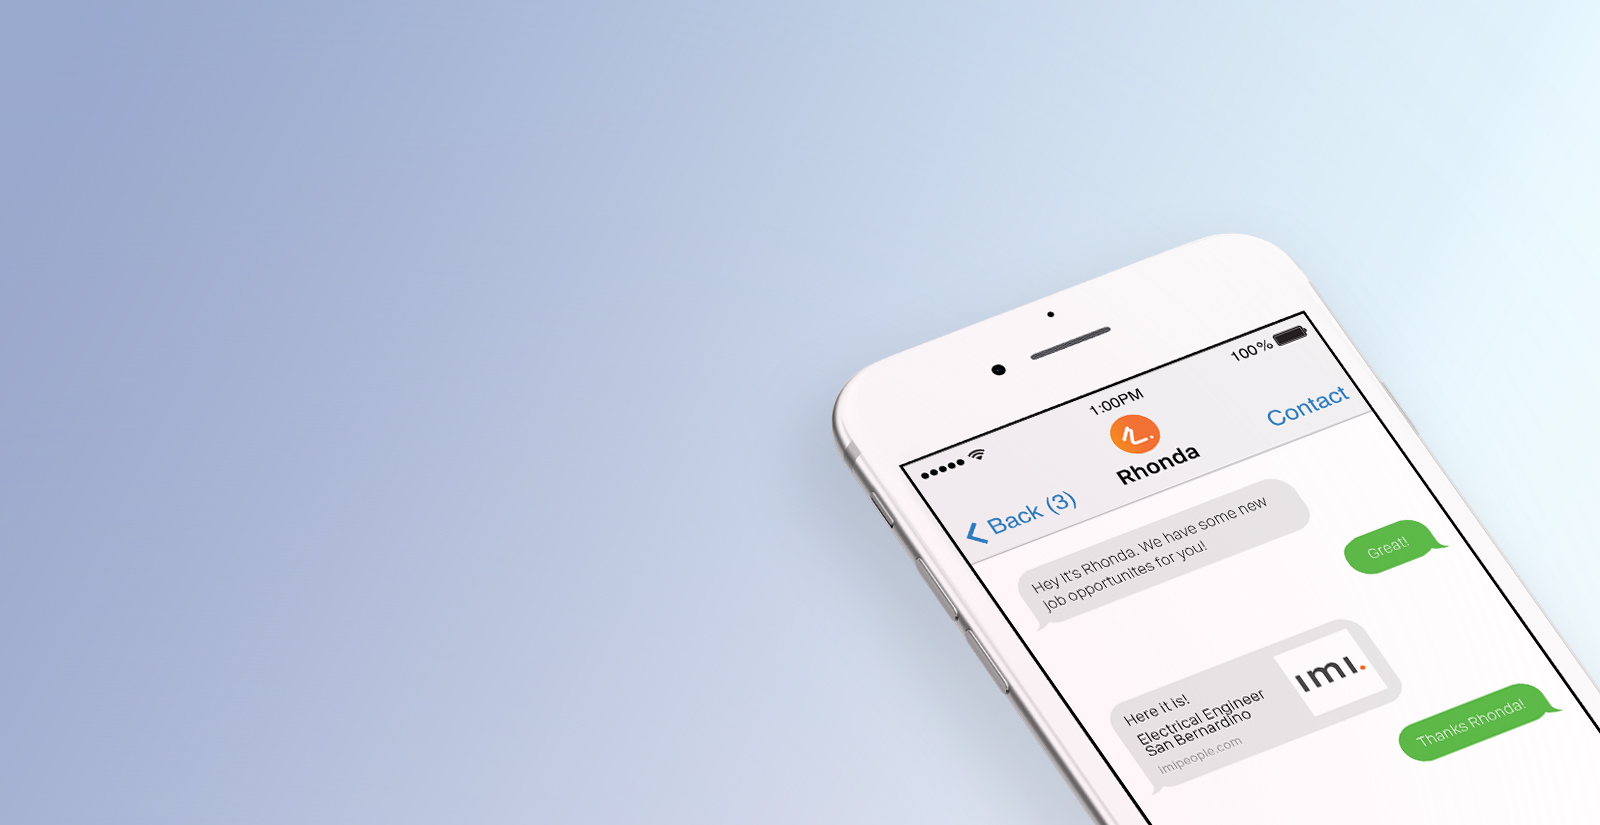 1:00PM
100%
Back (3)
Rhonda
Contact
Hey it's Rhonda. We have some new
job opportunites for you!
Great!
Here it is!
Electrical Engineer
San Bernardino
imipeople.com
ımı.
Thanks Rhonda!